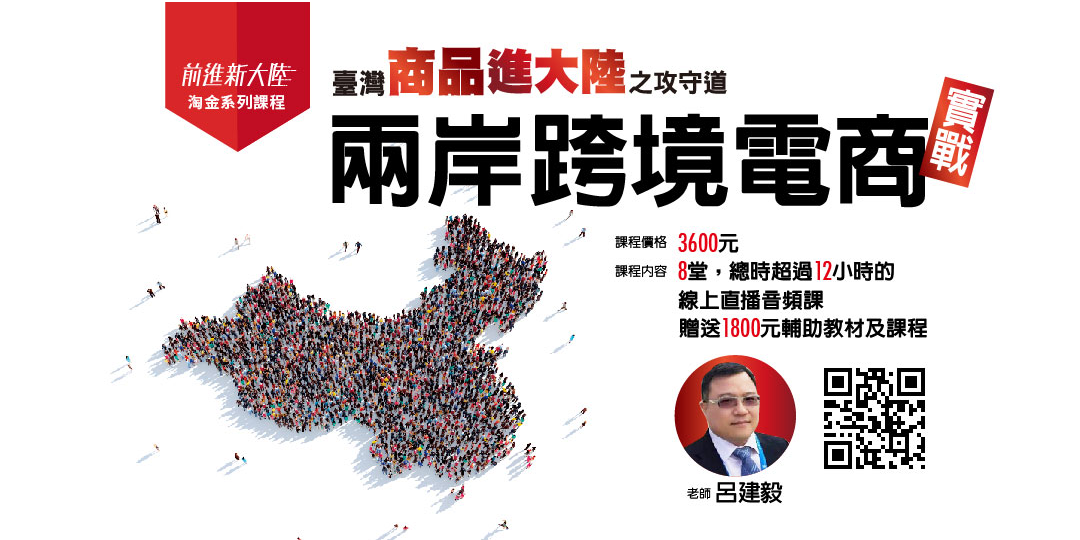 前進新大陸
淘金系列課程
臺灣商品進大陸之攻守道
兩岸跨境電商
實戰
課程價格 3600元
課程內容 8堂，總時超過12小時的
線上直播音頻課
贈送1800元輔助教材及課程
老師 呂建毅